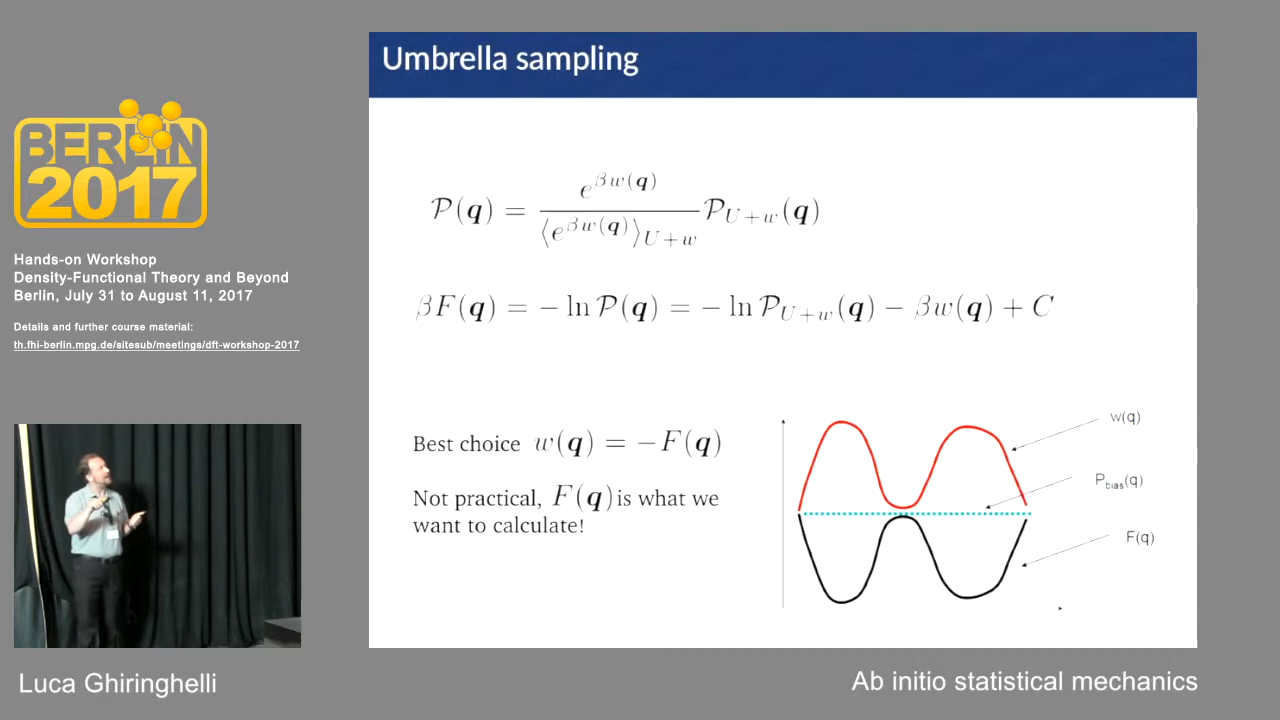 Umbrella sampling
BERLIN
2017
Hands-on Workshop
Density-Functional Theory and Beyond
Berlin, July 31 to August 11, 2017
Details and further course material:
th.fhi-berlin.mpg.de/sitesub/meetings/dft-workshop-2017
𝒫(q) = e^{βw(q)} / ⟨e^{βw(q)}⟩_{U+w} 𝒫_{U+w}(q)
βF(q) = − ln 𝒫(q) = − ln 𝒫_{U+w}(q) − βw(q) + C
Best choice w(q) = −F(q)
Not practical, F(q) is what we
want to calculate!
w(q)
P_{bias}(q)
F(q)
Luca Ghiringhelli
Ab initio statistical mechanics